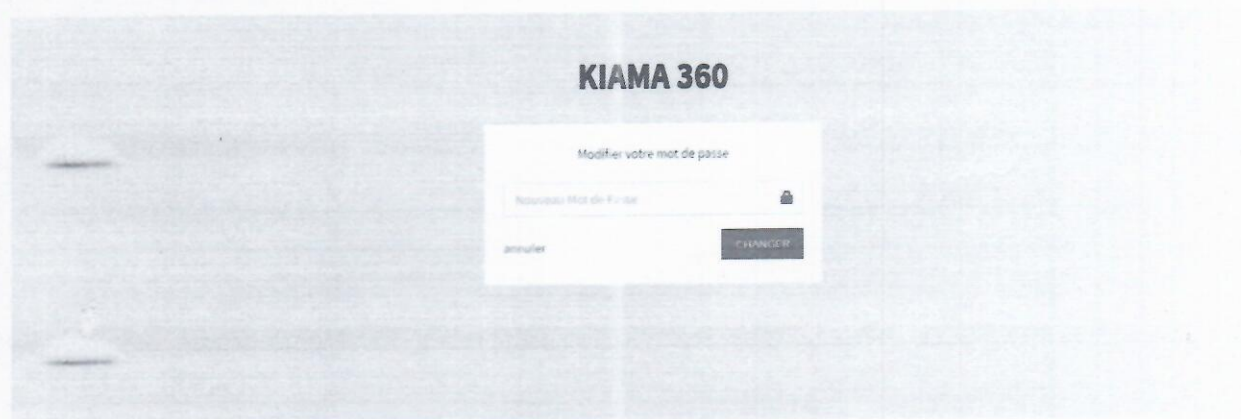 KIAMA 360
Modifier votre mot de passe
Nouveau Mot de Passe
annuler
CHANGER